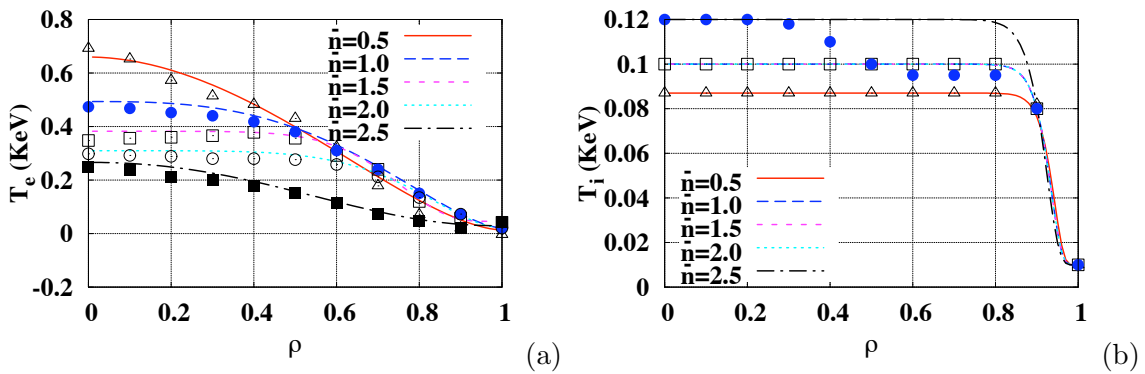 T_e (KeV)
0.8
0.6
0.4
0.2
0
-0.2
n̄=0.5
n̄=1.0
n̄=1.5
n̄=2.0
n̄=2.5
0 0.2 0.4 0.6 0.8 1
ρ
(a)
T_i (KeV)
0.12
0.1
0.08
0.06
0.04
0.02
0
n̄=0.5
n̄=1.0
n̄=1.5
n̄=2.0
n̄=2.5
0 0.2 0.4 0.6 0.8 1
ρ
(b)